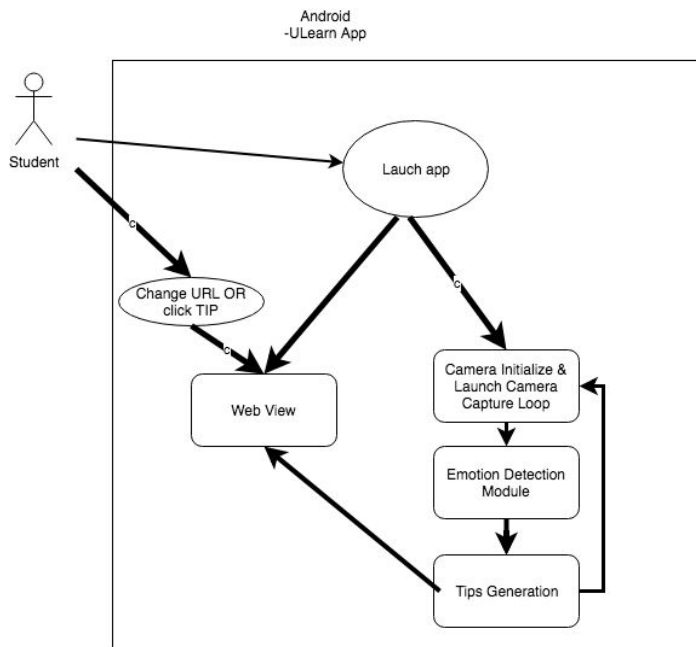 Android
-ULearn App
Student
Lauch app
c
Change URL OR
click TIP
c
c
Web View
Camera Initialize &
Launch Camera
Capture Loop
Emotion Detection
Module
Tips Generation